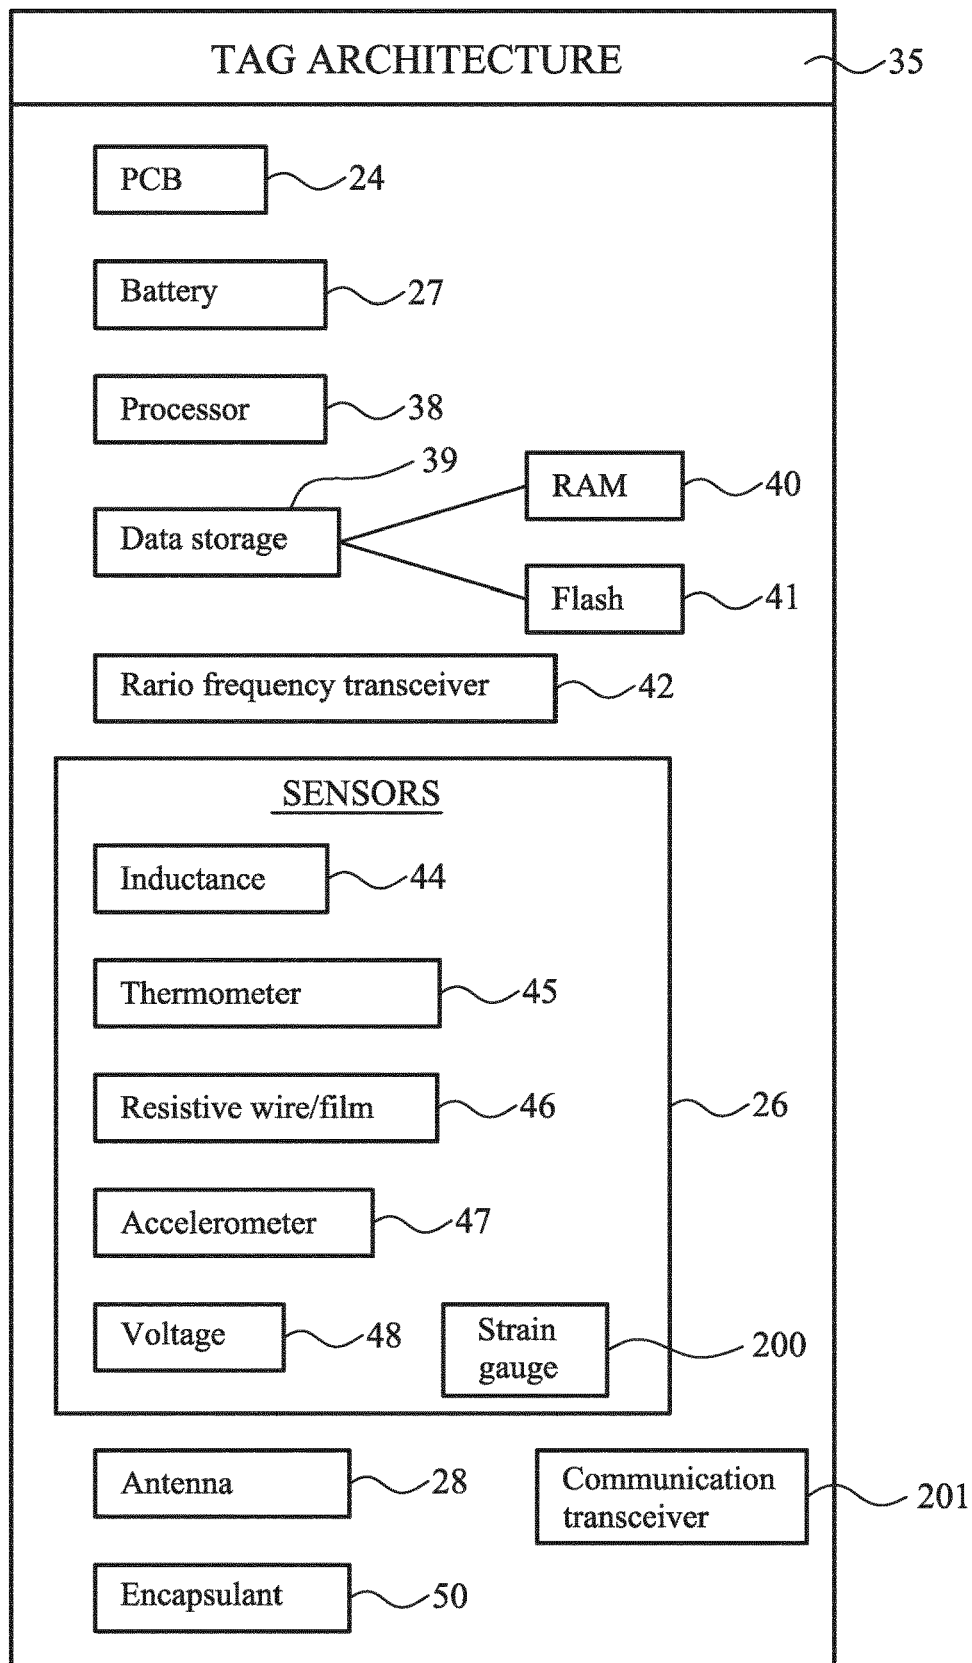 TAG ARCHITECTURE
35
PCB
24
Battery
27
Processor
38
39
Data storage
RAM
40
Flash
41
Rario frequency transceiver
42
SENSORS
Inductance
44
Thermometer
45
Resistive wire/film
46
26
Accelerometer
47
Voltage
48
Strain
gauge
200
Antenna
28
Communication
transceiver
201
Encapsulant
50